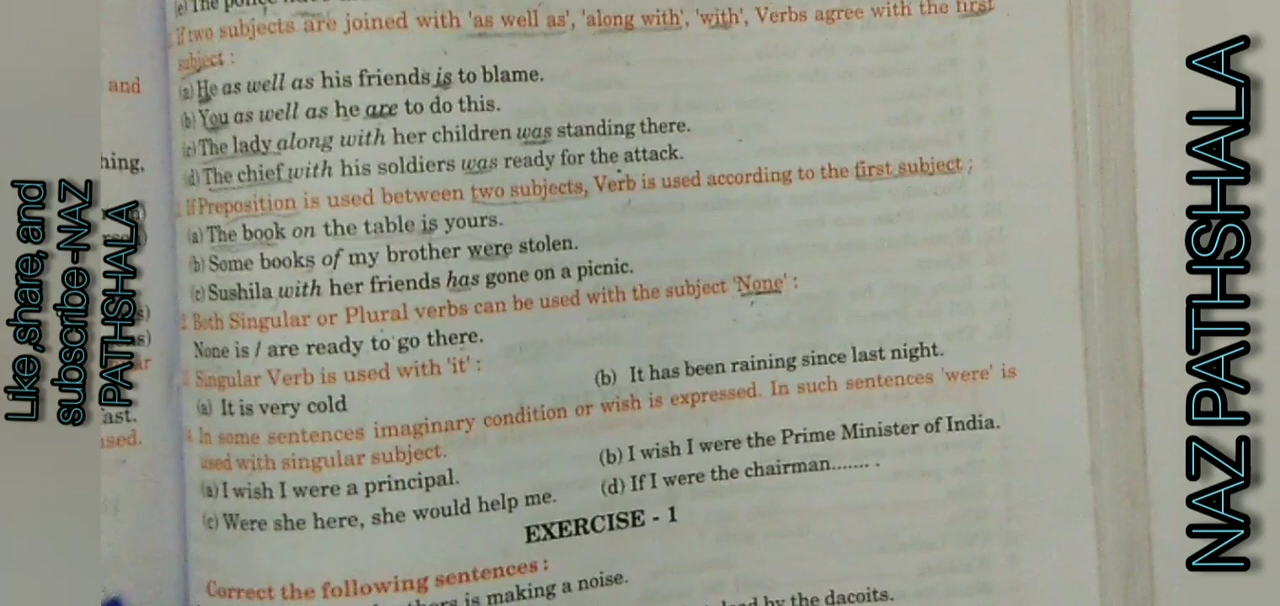 (e) The
If two subjects are joined with 'as well as', 'along with', 'with', Verbs agree with the first
subject :
(a) He as well as his friends is to blame.
(b) You as well as he are to do this.
(c) The lady along with her children was standing there.
(d) The chief with his soldiers was ready for the attack.
If Preposition is used between two subjects, Verb is used according to the first subject ;
(a) The book on the table is yours.
(b) Some books of my brother were stolen.
(c) Sushila with her friends has gone on a picnic.
2. Both Singular or Plural verbs can be used with the subject 'None' :
None is / are ready to go there.
Singular Verb is used with 'it' :
(a) It is very cold (b) It has been raining since last night.
4. In some sentences imaginary condition or wish is expressed. In such sentences 'were' is
used with singular subject.
(a) I wish I were a principal. (b) I wish I were the Prime Minister of India.
(c) Were she here, she would help me. (d) If I were the chairman........ .
EXERCISE - 1
Correct the following sentences :
is making a noise.
by the dacoits.
and
hing,
s)
as)
ar
ast.
ised.
Like ,share, and
subscribe -NAZ
PATHSHALA
NAZ PATHSHALA